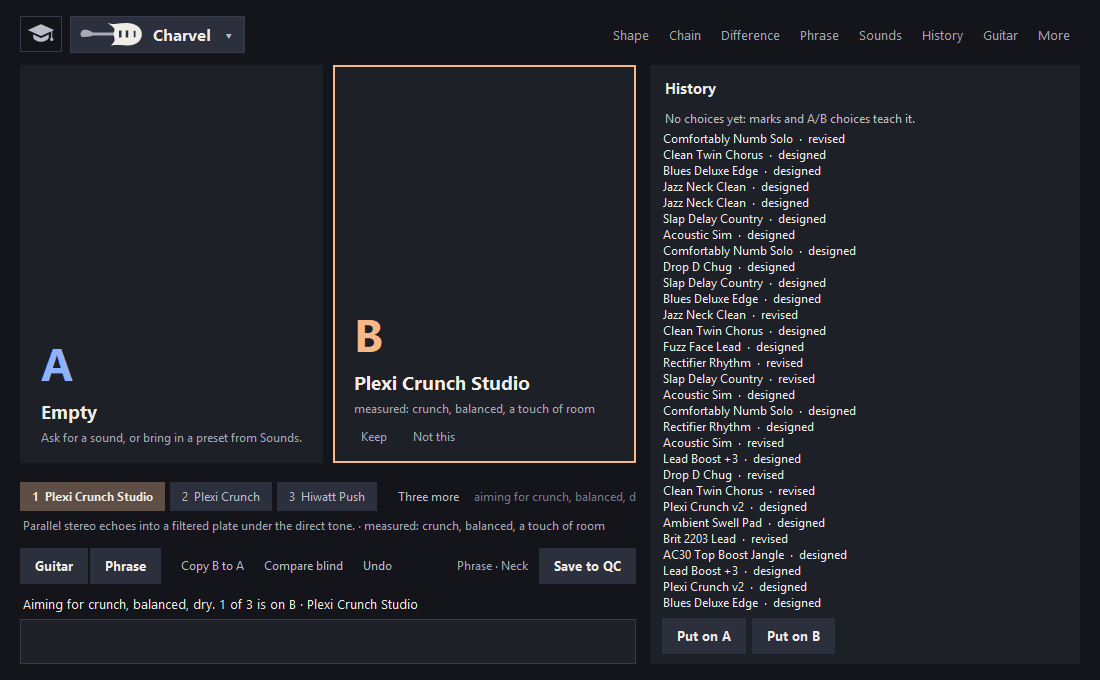 Charvel ▾
Shape Chain Difference Phrase Sounds History Guitar More
A
Empty
Ask for a sound, or bring in a preset from Sounds.
B
Plexi Crunch Studio
measured: crunch, balanced, a touch of room
Keep Not this
1 Plexi Crunch Studio 2 Plexi Crunch 3 Hiwatt Push Three more aiming for crunch, balanced, d
Parallel stereo echoes into a filtered plate under the direct tone. · measured: crunch, balanced, a touch of room
Guitar Phrase Copy B to A Compare blind Undo Phrase · Neck Save to QC
Aiming for crunch, balanced, dry. 1 of 3 is on B · Plexi Crunch Studio
History
No choices yet: marks and A/B choices teach it.
Comfortably Numb Solo · revised
Clean Twin Chorus · designed
Blues Deluxe Edge · designed
Jazz Neck Clean · designed
Jazz Neck Clean · designed
Slap Delay Country · designed
Acoustic Sim · designed
Comfortably Numb Solo · designed
Drop D Chug · designed
Slap Delay Country · designed
Blues Deluxe Edge · designed
Jazz Neck Clean · revised
Clean Twin Chorus · designed
Fuzz Face Lead · designed
Rectifier Rhythm · revised
Slap Delay Country · revised
Acoustic Sim · designed
Comfortably Numb Solo · designed
Rectifier Rhythm · designed
Acoustic Sim · revised
Lead Boost +3 · designed
Drop D Chug · revised
Clean Twin Chorus · revised
Plexi Crunch v2 · designed
Ambient Swell Pad · designed
Brit 2203 Lead · revised
AC30 Top Boost Jangle · designed
Lead Boost +3 · designed
Plexi Crunch v2 · designed
Blues Deluxe Edge · designed
Put on A Put on B